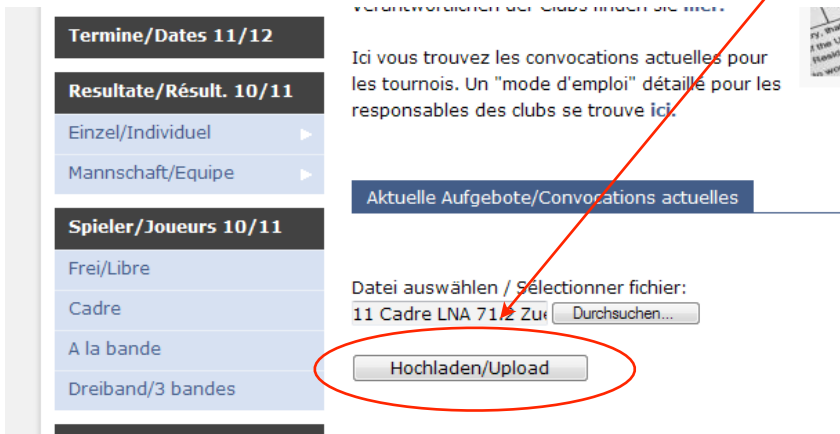 Termine/Dates 11/12
Resultate/Résult. 10/11
Einzel/Individuel
Mannschaft/Equipe
Spieler/Joueurs 10/11
Frei/Libre
Cadre
A la bande
Dreiband/3 bandes
verantwortlichen der Clubs finden sie hier.
Ici vous trouvez les convocations actuelles pour
les tournois. Un "mode d'emploi" détaillé pour les
responsables des clubs se trouve ici.
Aktuelle Aufgebote/Convocations actuelles
Datei auswählen / Sélectionner fichier:
11 Cadre LNA 71/2 Zue Durchsuchen...
Hochladen/Upload